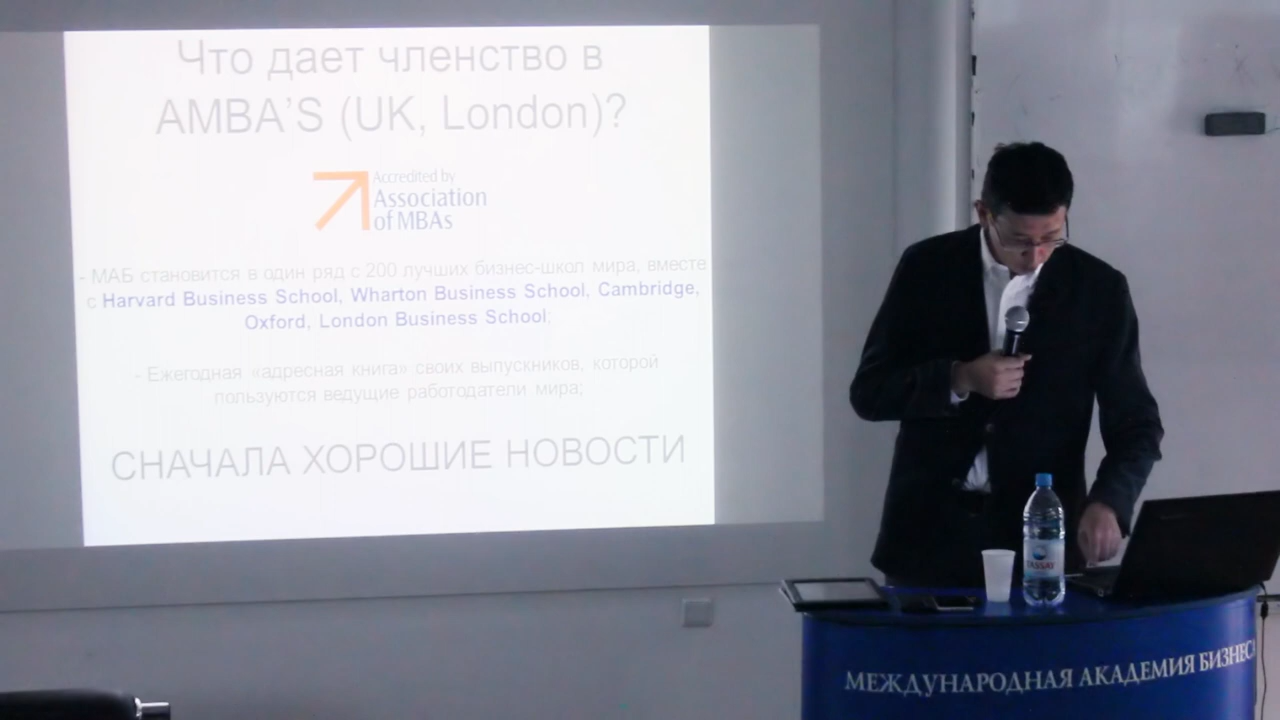 Что дает членство в
AMBA'S (UK, London)?
Accredited by
Association
of MBAs
- МАБ становится в один ряд с 200 лучших бизнес-школ мира, вместе
с Harvard Business School, Wharton Business School, Cambridge,
Oxford, London Business School;
- Ежегодная «адресная книга» своих выпускников, которой
пользуются ведущие работодатели мира;
СНАЧАЛА ХОРОШИЕ НОВОСТИ
TASSAY
МЕЖДУНАРОДНАЯ АКАДЕМИЯ БИЗНЕСА